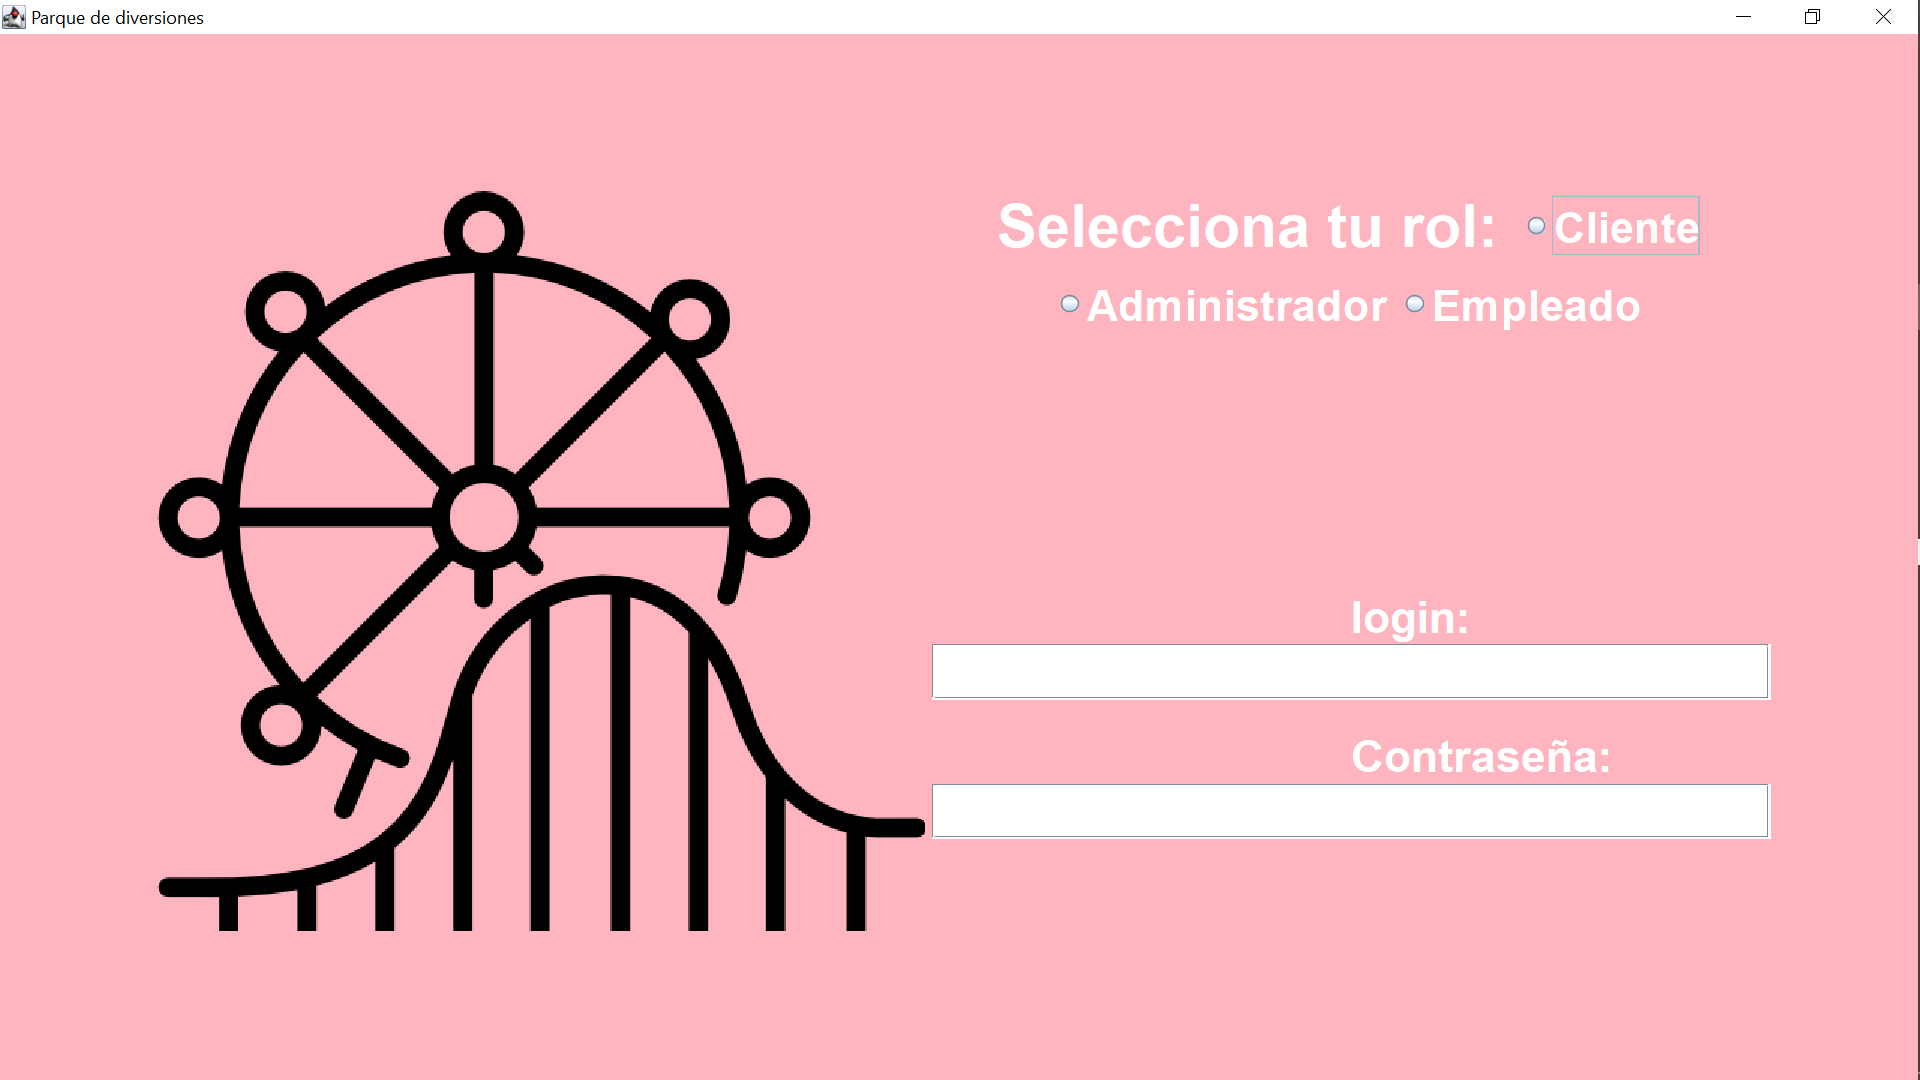 Parque de diversiones
Selecciona tu rol: Cliente
Administrador Empleado
login:
Contraseña: